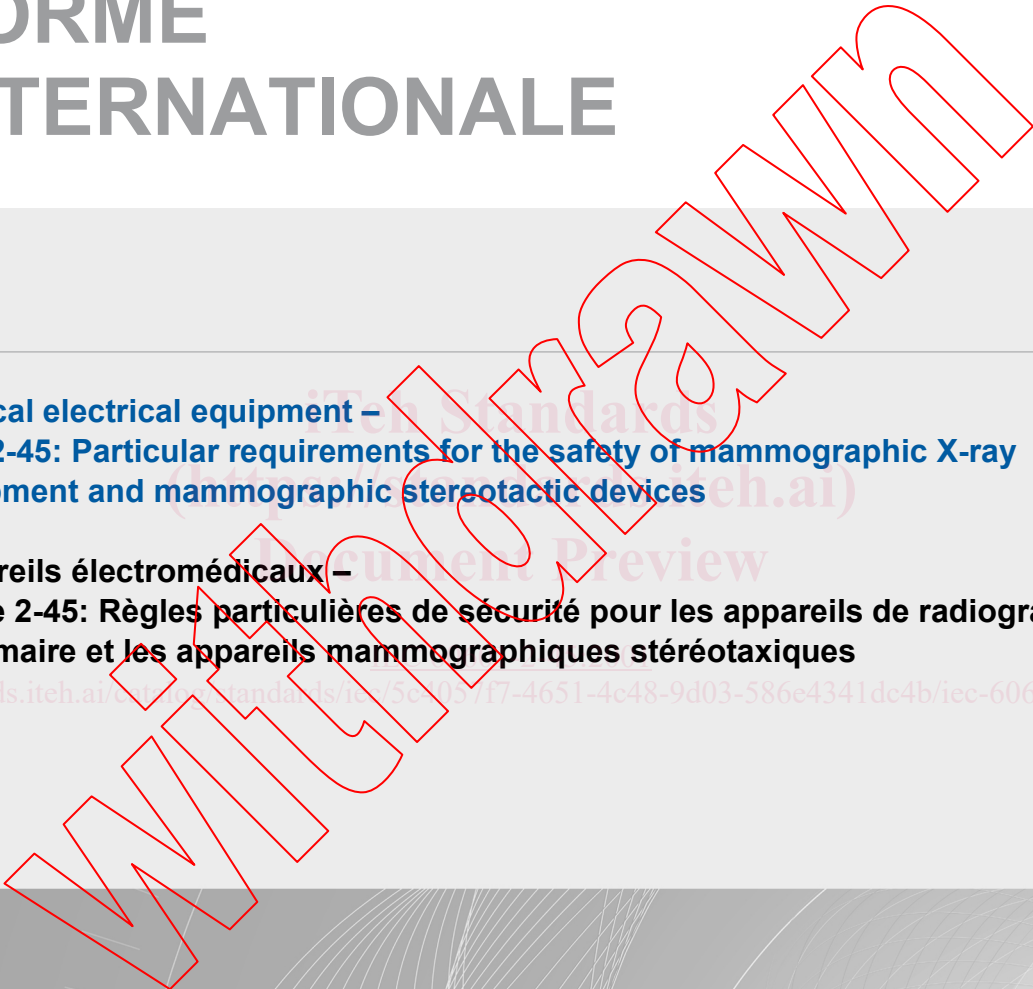 ORME
TERNATIONALE
cal electrical equipment –
2-45: Particular requirements for the safety of mammographic X-ray
pment and mammographic stereotactic devices
reils électromédicaux –
e 2-45: Règles particulières de sécurité pour les appareils de radiogra
maire et les appareils mammographiques stéréotaxiques
iTeh Standards
(https://standards.iteh.ai)
Document Preview
ds.iteh.ai/catalog/standards/iec/5c4057f7-4651-4c48-9d03-586e4341dc4b/iec-606
withdrawn